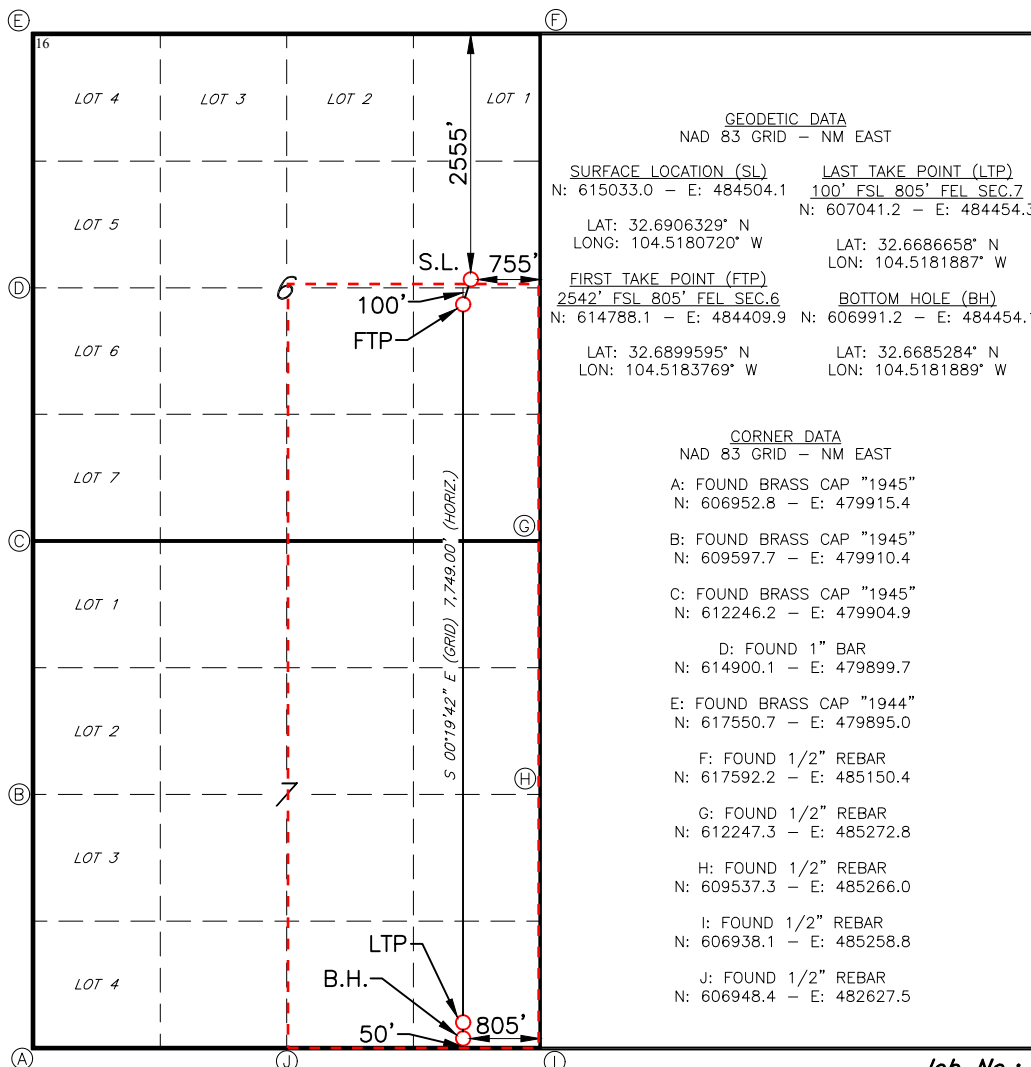 E
F
16
LOT 4
LOT 3
LOT 2
LOT 1
2555'
LOT 5
S.L.
755'
D
6
100'
FTP
LOT 6
LOT 7
C
G
LOT 1
S 00°19'42" E (GRID) 7,749.00' (HORIZ.)
LOT 2
H
B
7
LOT 3
LTP
LOT 4
B.H.
50'
805'
A
J
I
GEODETIC DATA
NAD 83 GRID – NM EAST
SURFACE LOCATION (SL)
N: 615033.0 – E: 484504.1
LAT: 32.6906329° N
LONG: 104.5180720° W
FIRST TAKE POINT (FTP)
2542' FSL 805' FEL SEC.6
N: 614788.1 – E: 484409.9
LAT: 32.6899595° N
LON: 104.5183769° W
LAST TAKE POINT (LTP)
100' FSL 805' FEL SEC.7
N: 607041.2 – E: 484454.3
LAT: 32.6686658° N
LON: 104.5181887° W
BOTTOM HOLE (BH)
N: 606991.2 – E: 484454.1
LAT: 32.6685284° N
LON: 104.5181889° W
CORNER DATA
NAD 83 GRID – NM EAST
A: FOUND BRASS CAP "1945"
N: 606952.8 – E: 479915.4
B: FOUND BRASS CAP "1945"
N: 609597.7 – E: 479910.4
C: FOUND BRASS CAP "1945"
N: 612246.2 – E: 479904.9
D: FOUND 1" BAR
N: 614900.1 – E: 479899.7
E: FOUND BRASS CAP "1944"
N: 617550.7 – E: 479895.0
F: FOUND 1/2" REBAR
N: 617592.2 – E: 485150.4
G: FOUND 1/2" REBAR
N: 612247.3 – E: 485272.8
H: FOUND 1/2" REBAR
N: 609537.3 – E: 485266.0
I: FOUND 1/2" REBAR
N: 606938.1 – E: 485258.8
J: FOUND 1/2" REBAR
N: 606948.4 – E: 482627.5